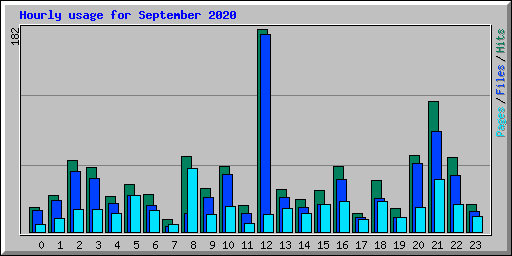 Hourly usage for September 2020
182
Pages / Files / Hits
0 1 2 3 4 5 6 7 8 9 10 11 12 13 14 15 16 17 18 19 20 21 22 23